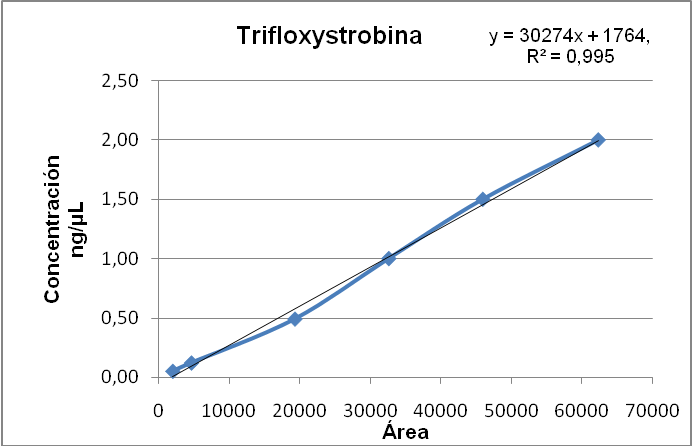 Trifloxystrobina
y = 30274x + 1764,
R² = 0,995
2,50
2,00
1,50
1,00
0,50
0,00
Concentración
ng/µL
0 10000 20000 30000 40000 50000 60000 70000
Área